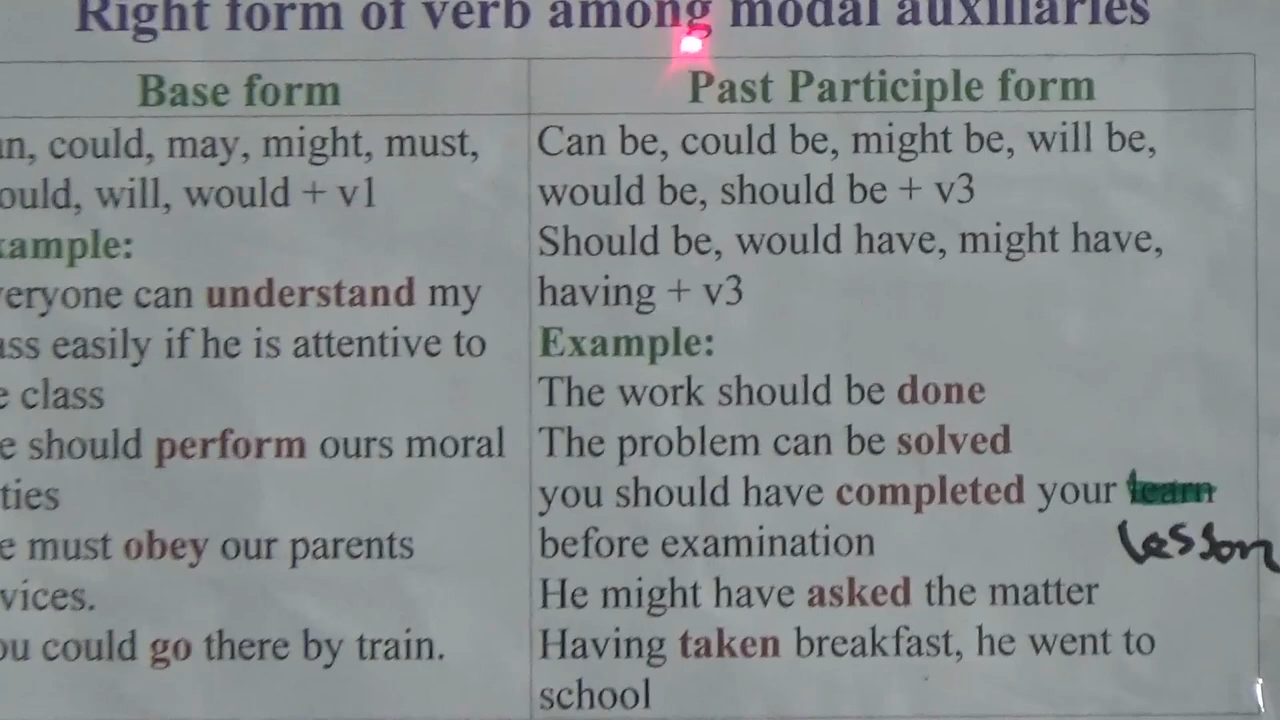 Right form of verb among modal auxiliaries
Base form
Past Participle form
n, could, may, might, must,
ould, will, would + v1
ample:
eryone can understand my
ss easily if he is attentive to
e class
e should perform ours moral
ties
e must obey our parents
vices.
ou could go there by train.
Can be, could be, might be, will be,
would be, should be + v3
Should be, would have, might have,
having + v3
Example:
The work should be done
The problem can be solved
you should have completed your learn
before examination
lesson
He might have asked the matter
Having taken breakfast, he went to
school